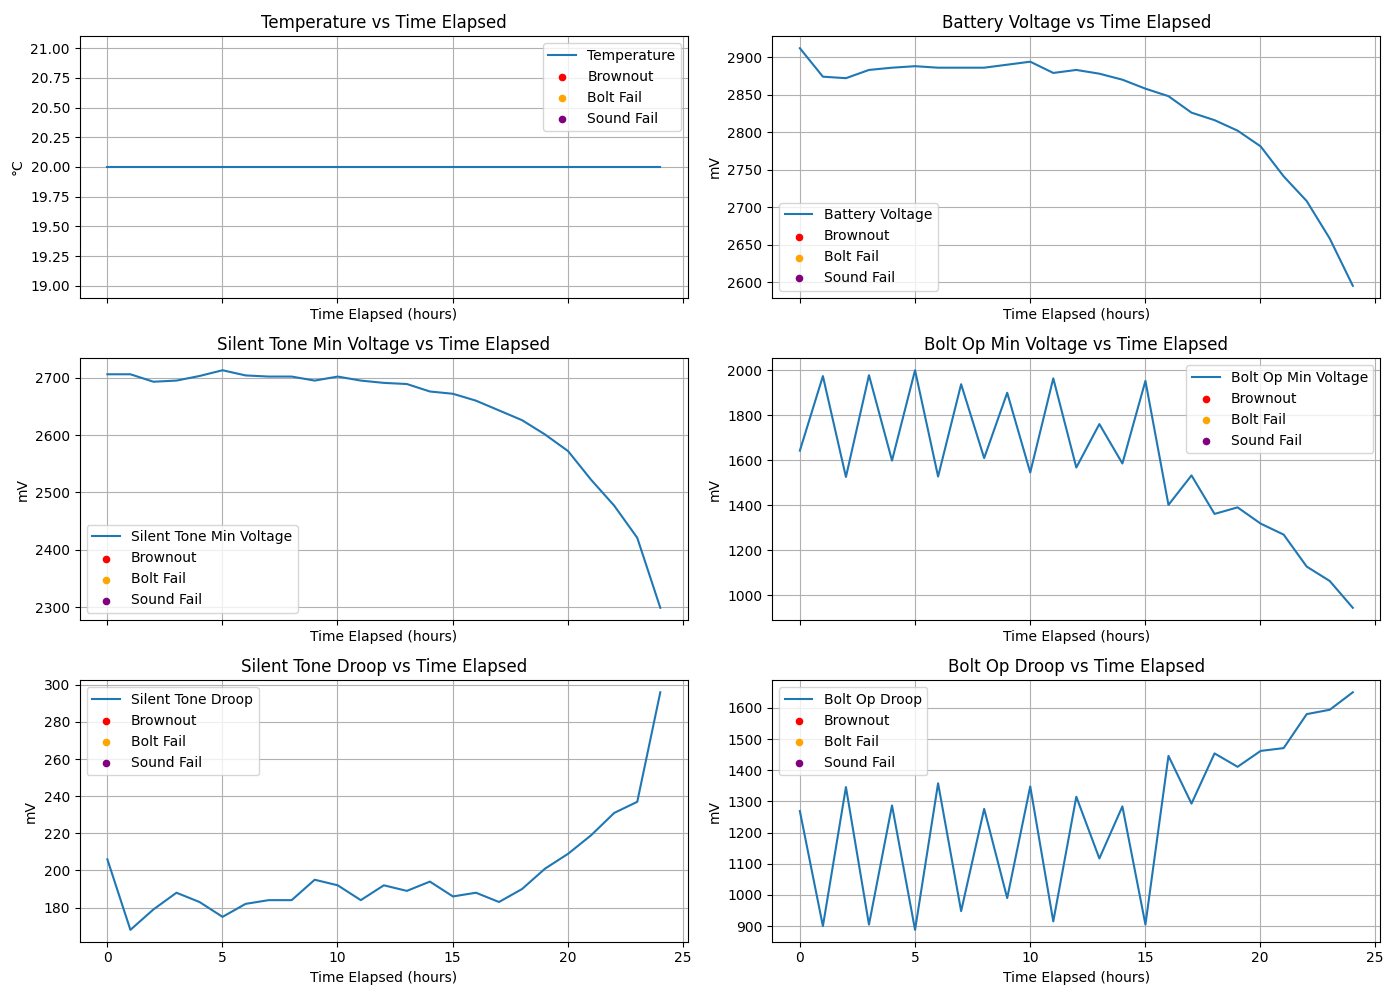 Temperature vs Time Elapsed
°C
21.00
20.75
20.50
20.25
20.00
19.75
19.50
19.25
19.00
Temperature
Brownout
Bolt Fail
Sound Fail
Time Elapsed (hours)
Battery Voltage vs Time Elapsed
mV
2900
2850
2800
2750
2700
2650
2600
Battery Voltage
Brownout
Bolt Fail
Sound Fail
Time Elapsed (hours)
Silent Tone Min Voltage vs Time Elapsed
mV
2700
2600
2500
2400
2300
Silent Tone Min Voltage
Brownout
Bolt Fail
Sound Fail
Time Elapsed (hours)
Bolt Op Min Voltage vs Time Elapsed
mV
2000
1800
1600
1400
1200
1000
Bolt Op Min Voltage
Brownout
Bolt Fail
Sound Fail
Time Elapsed (hours)
Silent Tone Droop vs Time Elapsed
mV
300
280
260
240
220
200
180
Silent Tone Droop
Brownout
Bolt Fail
Sound Fail
0 5 10 15 20 25
Time Elapsed (hours)
Bolt Op Droop vs Time Elapsed
mV
1600
1500
1400
1300
1200
1100
1000
900
Bolt Op Droop
Brownout
Bolt Fail
Sound Fail
0 5 10 15 20 25
Time Elapsed (hours)